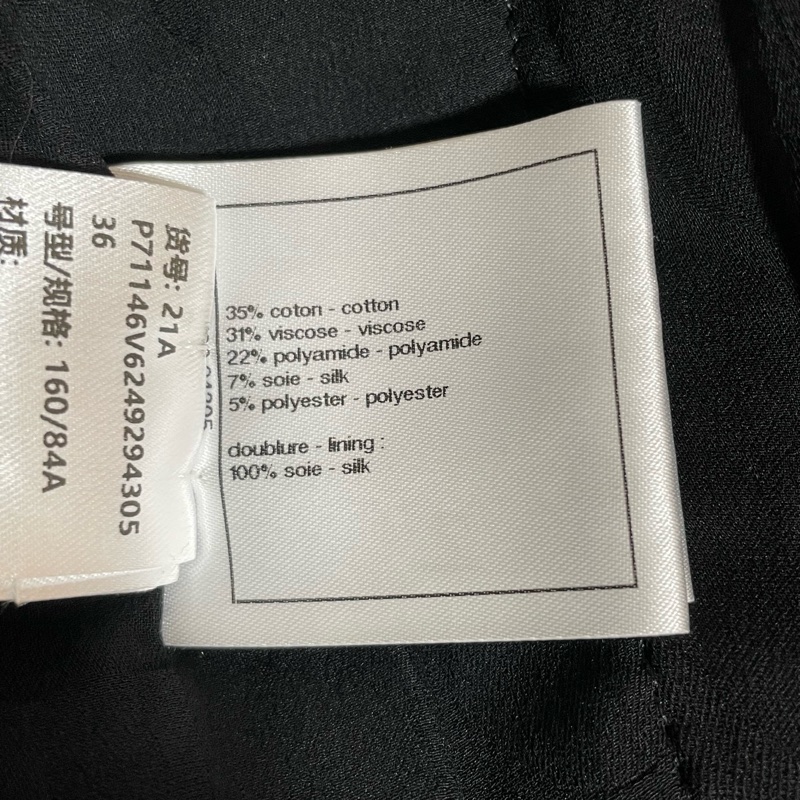 货号: 21A
P71146V6249294305
36
号型/规格: 160/84A
材质:
35% coton - cotton
31% viscose - viscose
22% polyamide - polyamide
7% soie - silk
5% polyester - polyester
doublure - lining :
100% soie - silk